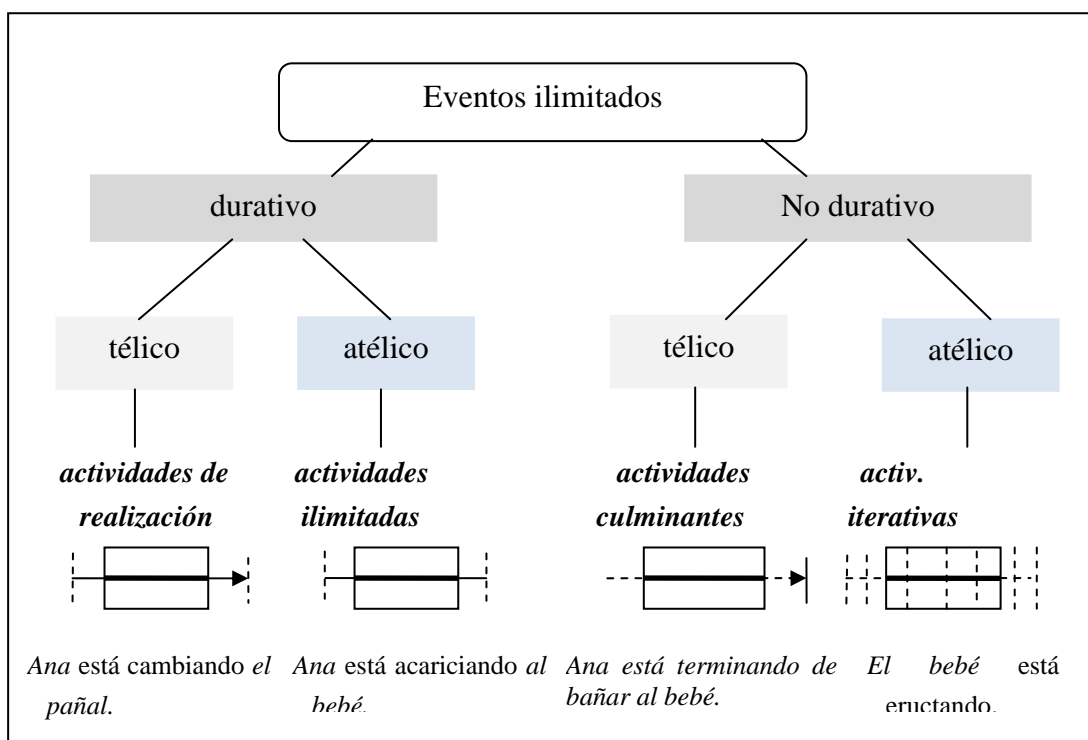 Eventos ilimitados
durativo
No durativo
télico
atélico
télico
atélico
actividades de
realización
actividades
ilimitadas
actividades
culminantes
activ.
iterativas
Ana está cambiando el
pañal.
Ana está acariciando al
bebé.
Ana está terminando de
bañar al bebé.
El bebé está
eructando.